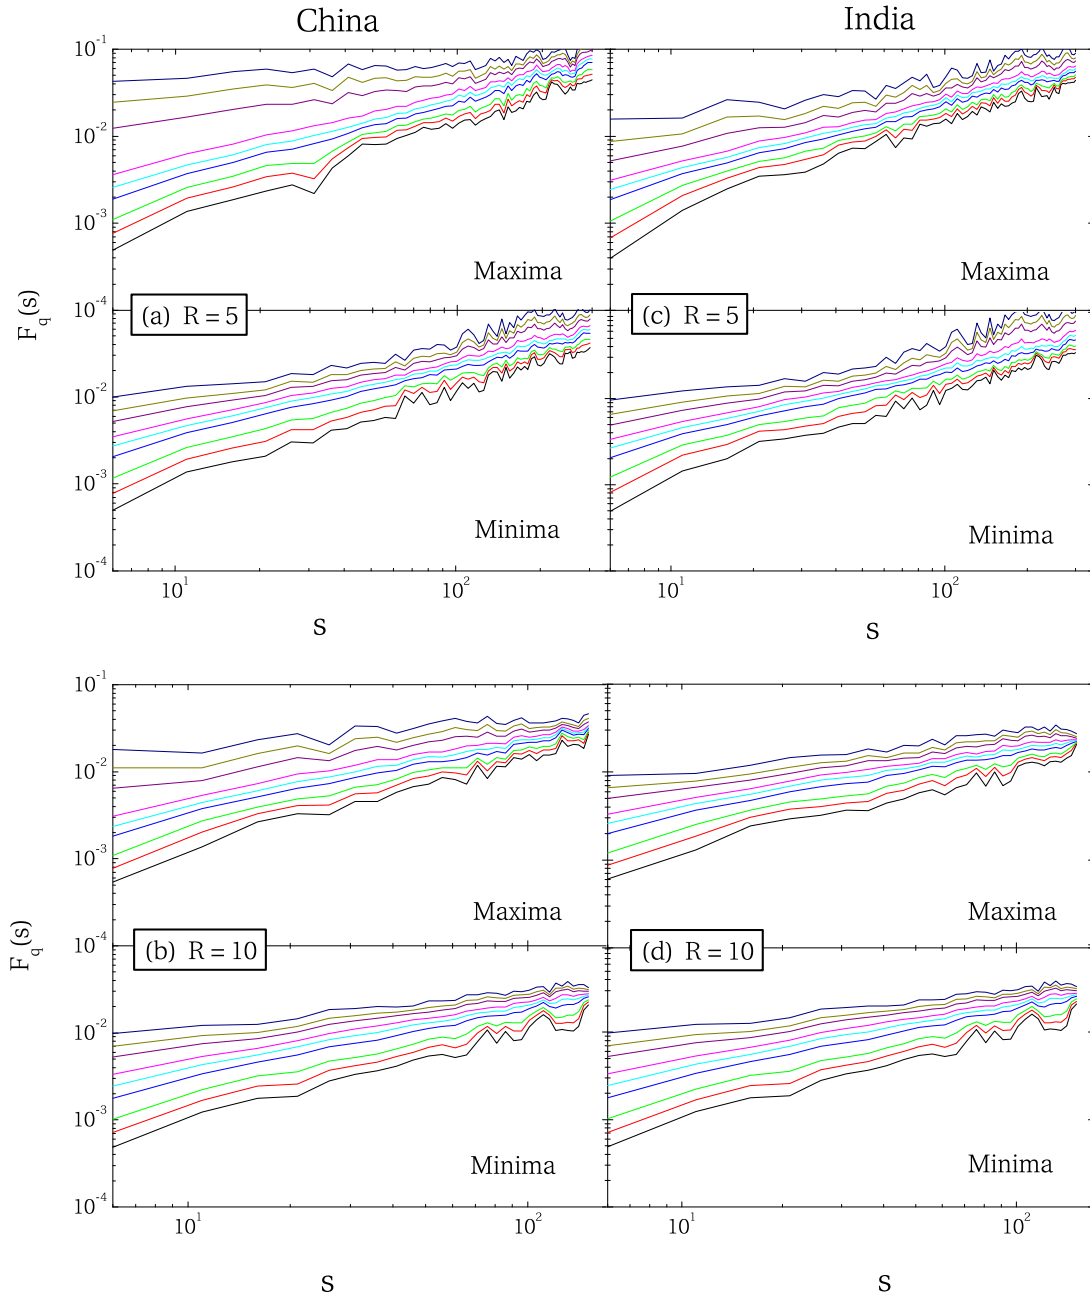 China India
10^-1
10^-2
10^-3
Maxima Maxima
F_q(s)
10^-4
(a) R = 5 (c) R = 5
10^-2
10^-3
Minima Minima
10^-4
10^1 10^2 10^1 10^2
s s
10^-1
10^-2
10^-3
Maxima Maxima
F_q(s)
10^-4
(b) R = 10 (d) R = 10
10^-2
10^-3
Minima Minima
10^-4
10^1 10^2 10^1 10^2
s s